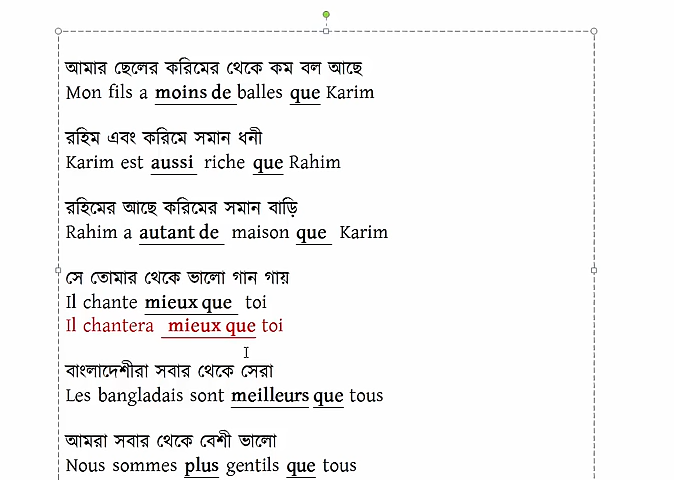 আমার ছেলের করিমের থেকে কম বল আছে
Mon fils a moins de balles que Karim
রহিম এবং করিমে সমান ধনী
Karim est aussi riche que Rahim
রহিমের আছে করিমের সমান বাড়ি
Rahim a autant de maison que Karim
সে তোমার থেকে ভালো গান গায়
Il chante mieux que toi
Il chantera mieux que toi
বাংলাদেশীরা সবার থেকে সেরা
Les bangladais sont meilleurs que tous
আমরা সবার থেকে বেশী ভালো
Nous sommes plus gentils que tous